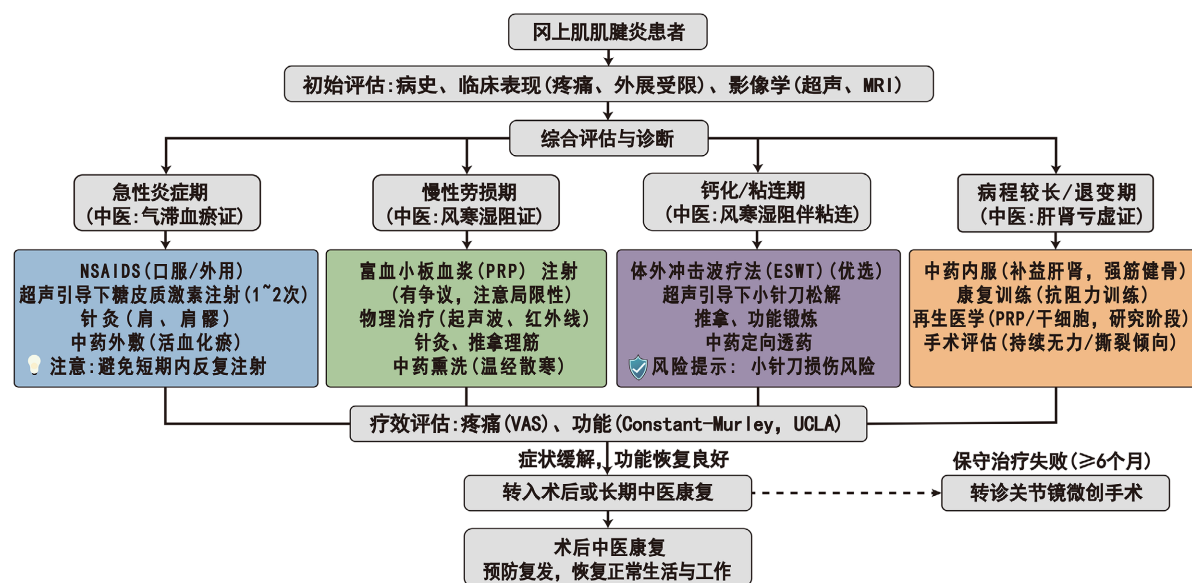 冈上肌肌腱炎患者
初始评估:病史、临床表现(疼痛、外展受限)、影像学(超声、MRI)
综合评估与诊断
急性炎症期
(中医:气滞血瘀证)
慢性劳损期
(中医:风寒湿阻证)
钙化/粘连期
(中医:风寒湿阻伴粘连)
病程较长/退变期
(中医:肝肾亏虚证)
NSAIDS(口服/外用)
超声引导下糖皮质激素注射(1~2次)
针灸(肩、肩髎)
中药外敷(活血化瘀)
注意:避免短期内反复注射
富血小板血浆(PRP) 注射
(有争议, 注意局限性)
物理治疗(起声波、红外线)
针灸、推拿理筋
中药熏洗(温经散寒)
体外冲击波疗法(ESWT)(优选)
超声引导下小针刀松解
推拿、功能锻炼
中药定向透药
风险提示: 小针刀损伤风险
中药内服(补益肝肾, 强筋健骨)
康复训练(抗阻力训练)
再生医学(PRP/干细胞, 研究阶段)
手术评估(持续无力/撕裂倾向)
疗效评估:疼痛(VAS)、功能(Constant-Murley, UCLA)
症状缓解, 功能恢复良好
保守治疗失败(≥6个月)
转入术后或长期中医康复
转诊关节镜微创手术
术后中医康复
预防复发, 恢复正常生活与工作